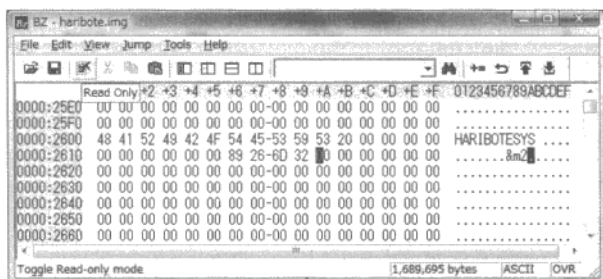 BZ - haribote.img
File Edit View Jump Tools Help
Read Only +2 +3 +4 +5 +6 +7 +8 +9 +A +B +C +D +E +F 0123456789ABCDEF
0000:25E0 00 00 00 00 00 00 00 00-00 00 00 00 00 00 00 00 ................
0000:25F0 00 00 00 00 00 00 00 00-00 00 00 00 00 00 00 00 ................
0000:2600 48 41 52 49 42 4F 54 45-53 59 53 20 00 00 00 00 HARIBOTESYS ....
0000:2610 00 00 00 00 00 00 89 26-6D 32 00 00 00 00 00 00 .......&m2......
0000:2620 00 00 00 00 00 00 00 00-00 00 00 00 00 00 00 00 ................
0000:2630 00 00 00 00 00 00 00 00-00 00 00 00 00 00 00 00 ................
0000:2640 00 00 00 00 00 00 00 00-00 00 00 00 00 00 00 00 ................
0000:2650 00 00 00 00 00 00 00 00-00 00 00 00 00 00 00 00 ................
0000:2660 00 00 00 00 00 00 00 00-00 00 00 00 00 00 00 00 ................
Toggle Read-only mode 1,689,695 bytes ASCII OVR